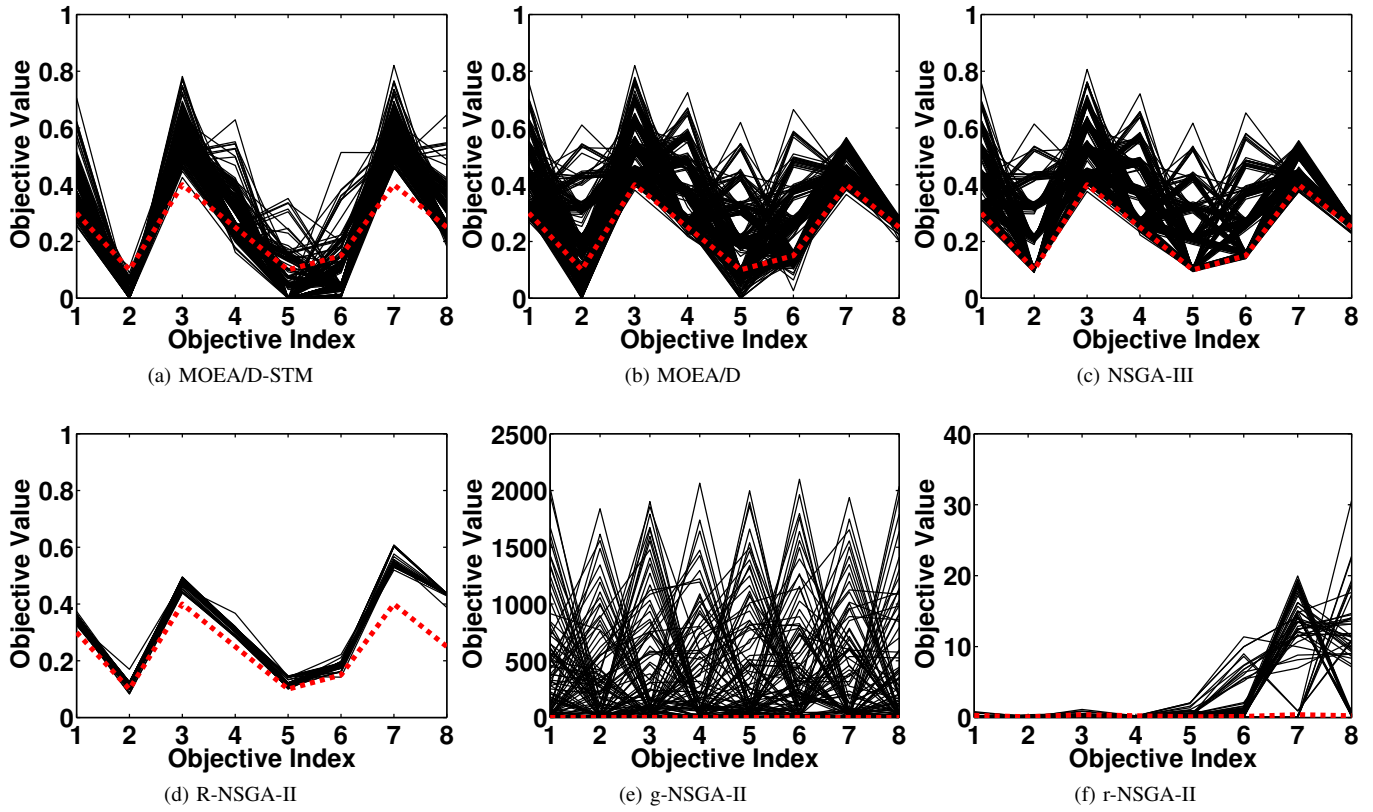 1
0.8
0.6
0.4
0.2
0
1 2 3 4 5 6 7 8
Objective Value
Objective Index
(a) MOEA/D-STM
1
0.8
0.6
0.4
0.2
0
1 2 3 4 5 6 7 8
Objective Value
Objective Index
(b) MOEA/D
1
0.8
0.6
0.4
0.2
0
1 2 3 4 5 6 7 8
Objective Value
Objective Index
(c) NSGA-III
1
0.8
0.6
0.4
0.2
0
1 2 3 4 5 6 7 8
Objective Value
Objective Index
(d) R-NSGA-II
2500
2000
1500
1000
500
0
1 2 3 4 5 6 7 8
Objective Value
Objective Index
(e) g-NSGA-II
40
30
20
10
0
1 2 3 4 5 6 7 8
Objective Value
Objective Index
(f) r-NSGA-II